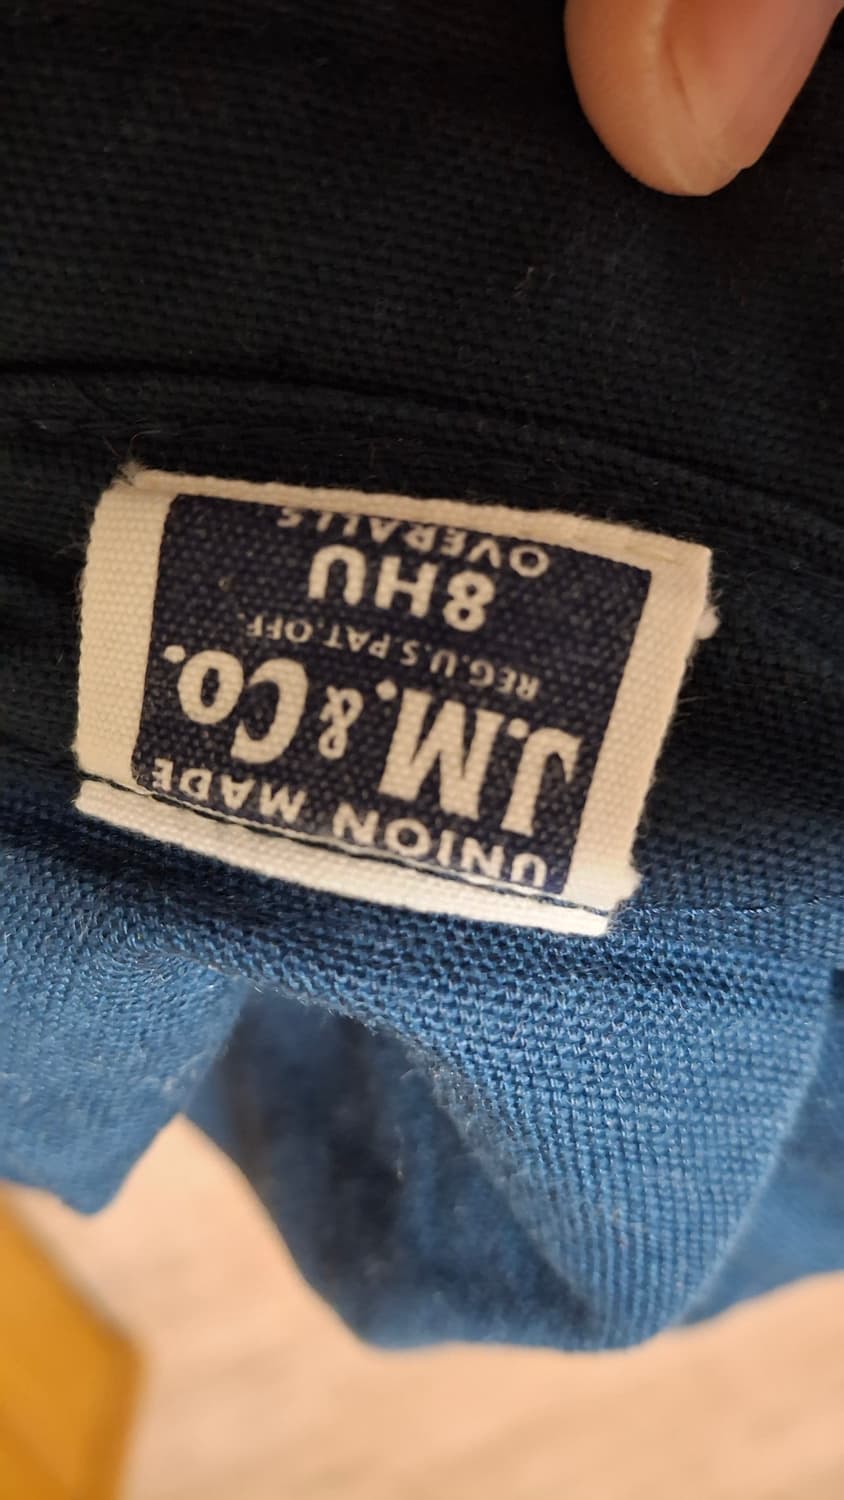 UNION MADE
J.M. & Co.
REG.U.S.PAT.OFF.
8HU
OVERALLS